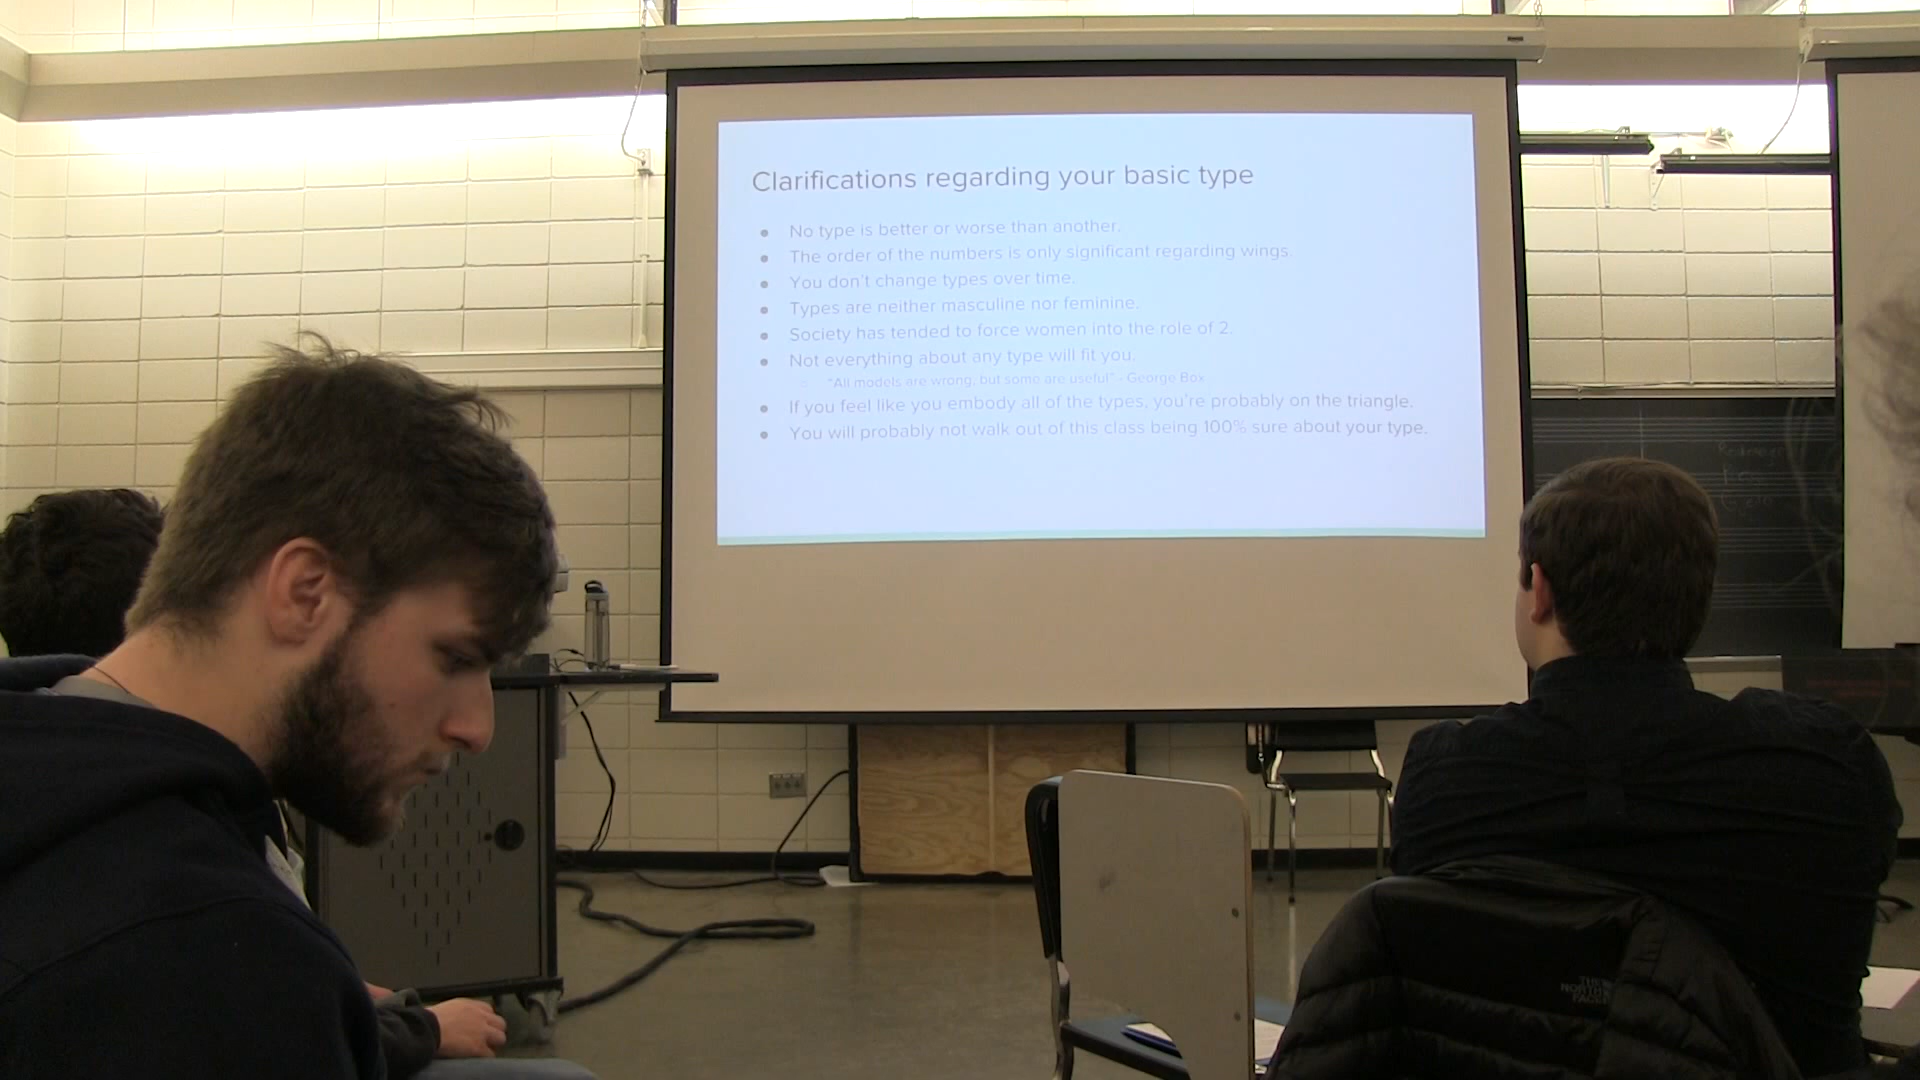 Clarifications regarding your basic type
● No type is better or worse than another.
● The order of the numbers is only significant regarding wings.
● You don't change types over time.
● Types are neither masculine nor feminine.
● Society has tended to force women into the role of 2.
● Not everything about any type will fit you.
○ "All models are wrong, but some are useful" - George Box
● If you feel like you embody all of the types, you're probably on the triangle.
● You will probably not walk out of this class being 100% sure about your type.
THE
NORTH
FACE